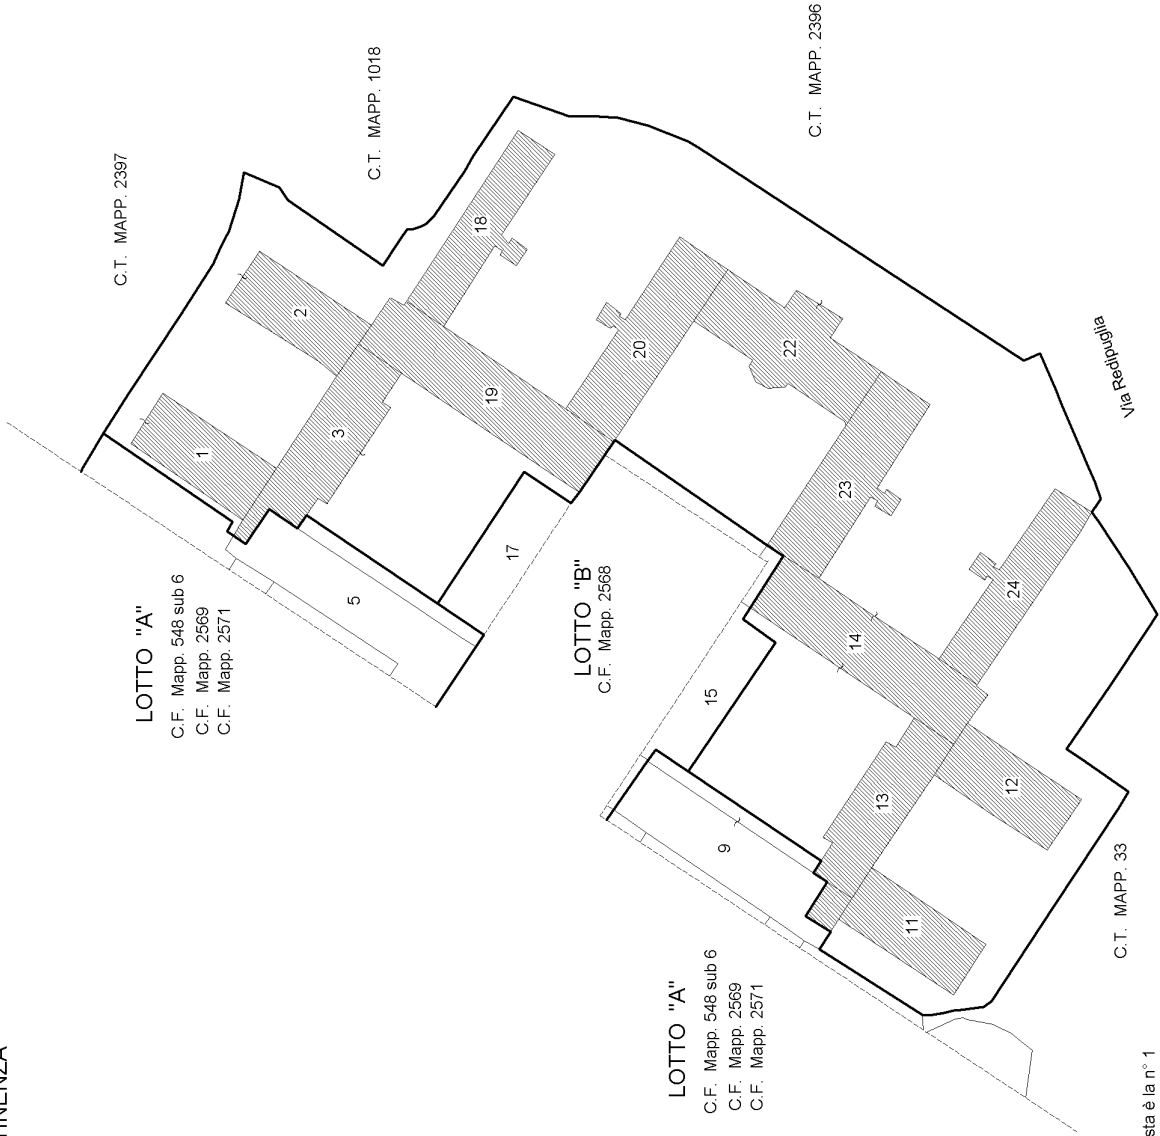 C.T. MAPP. 2397
C.T. MAPP. 1018
C.T. MAPP. 2396
LOTTO "A"
C.F. Mapp. 548 sub 6
C.F. Mapp. 2569
C.F. Mapp. 2571
1
2
3
5
18
19
20
17
22
23
24
LOTTO "B"
C.F. Mapp. 2568
14
15
13
12
11
9
Via Redipuglia
C.T. MAPP. 33
LOTTO "A"
C.F. Mapp. 548 sub 6
C.F. Mapp. 2569
C.F. Mapp. 2571
è la n° 1